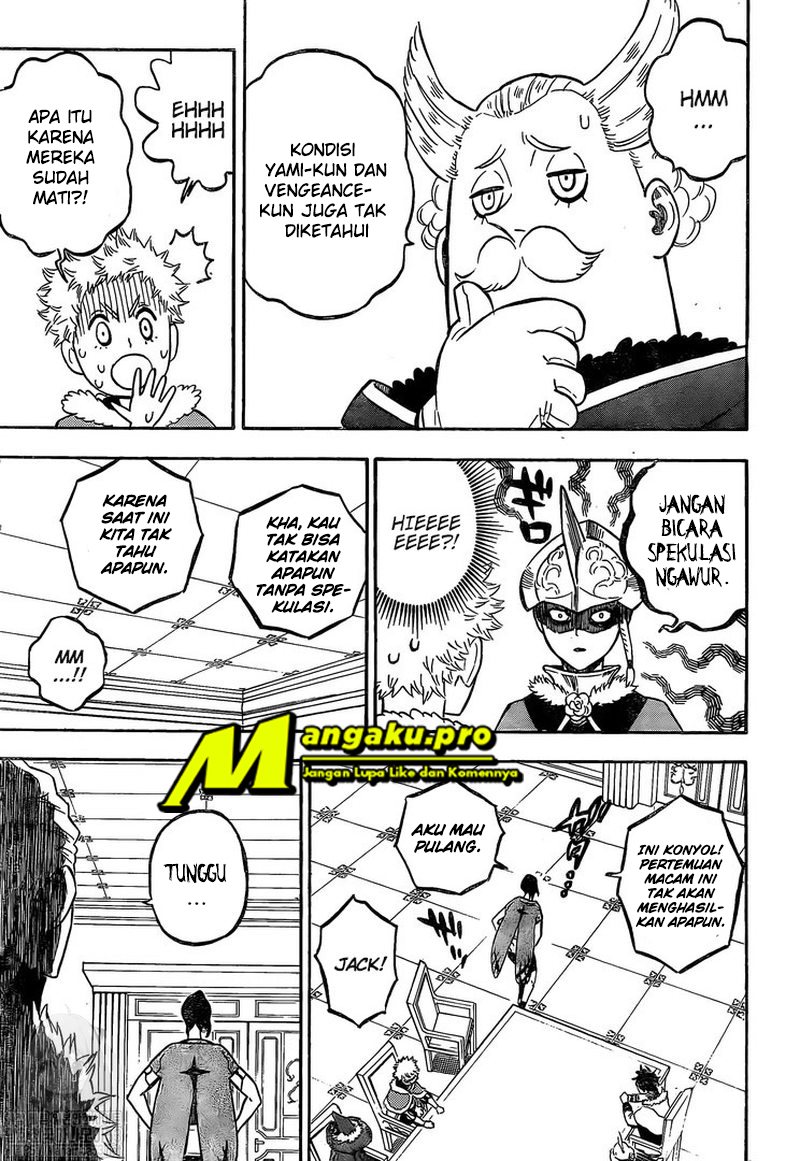 HMM
...
KONDISI
YAMI-KUN DAN
VENGEANCE-
KUN JUGA TAK
DIKETAHUI
EHHH
HHHH
APA ITU
KARENA
MEREKA
SUDAH
MATI?!
JANGAN
BICARA
SPEKULASI
NGAWUR.
ギロ
HIEEEE
EEEE?!
KHA, KAU
TAK BISA
KATAKAN
APAPUN
TANPA SPE-
KULASI.
KARENA
SAAT INI
KITA TAK
TAHU
APAPUN.
MM
...!!
Mangaku.pro
Jangan Lupa Like dan Komennya
INI KONYOL!
PERTEMUAN
MACAM INI
TAK AKAN
MENGHASIL-
KAN APAPUN.
AKU MAU
PULANG.
JACK!
TUNGGU
...